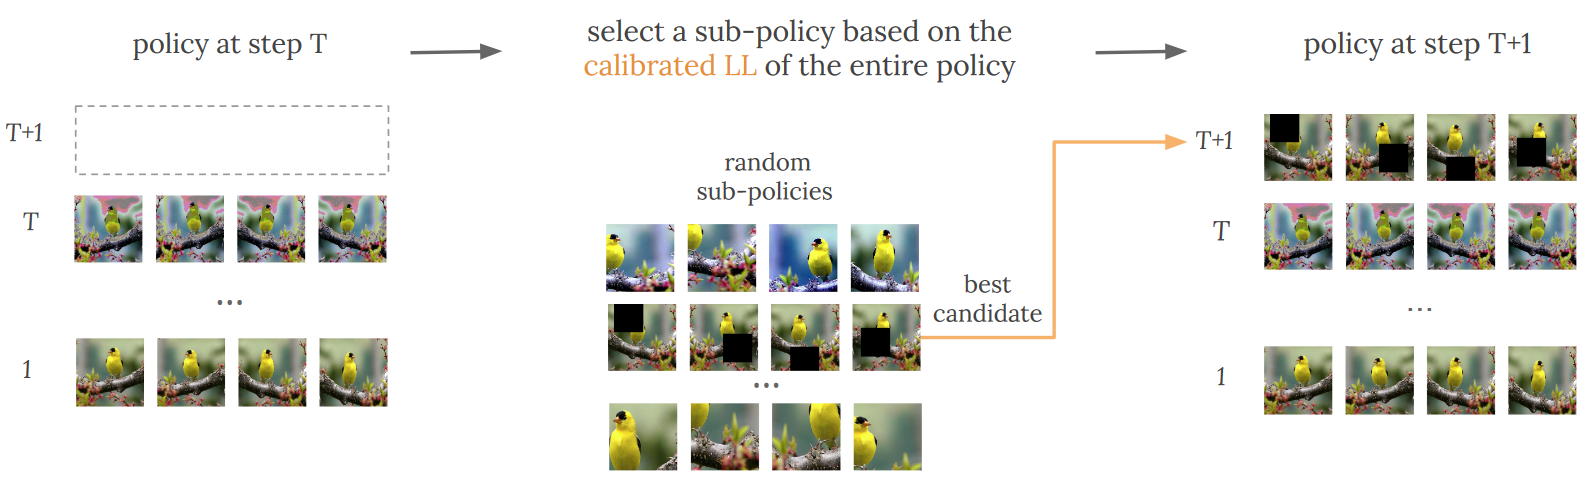 policy at step T
select a sub-policy based on the
calibrated LL of the entire policy
policy at step T+1
T+1
T
...
1
random
sub-policies
...
best
candidate
T+1
T
...
1